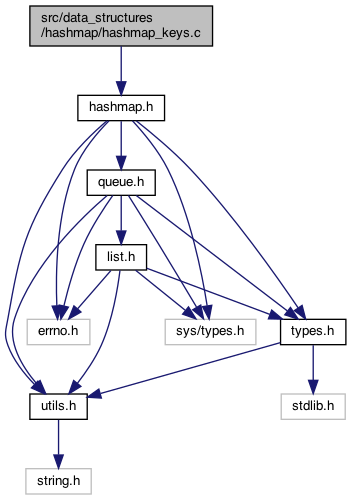 src/data_structures
/hashmap/hashmap_keys.c
hashmap.h
queue.h
list.h
errno.h
sys/types.h
types.h
utils.h
stdlib.h
string.h